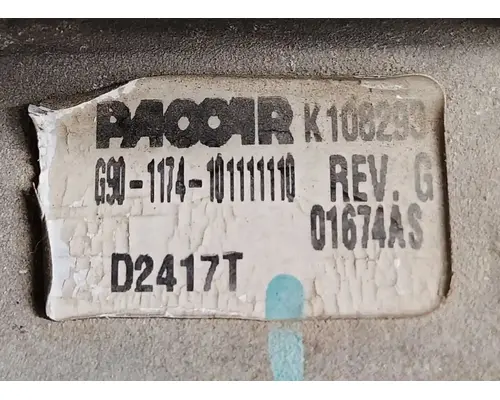 PACCAR K108293
G90-1174-101111110 REV. G
01674AS
D2417T